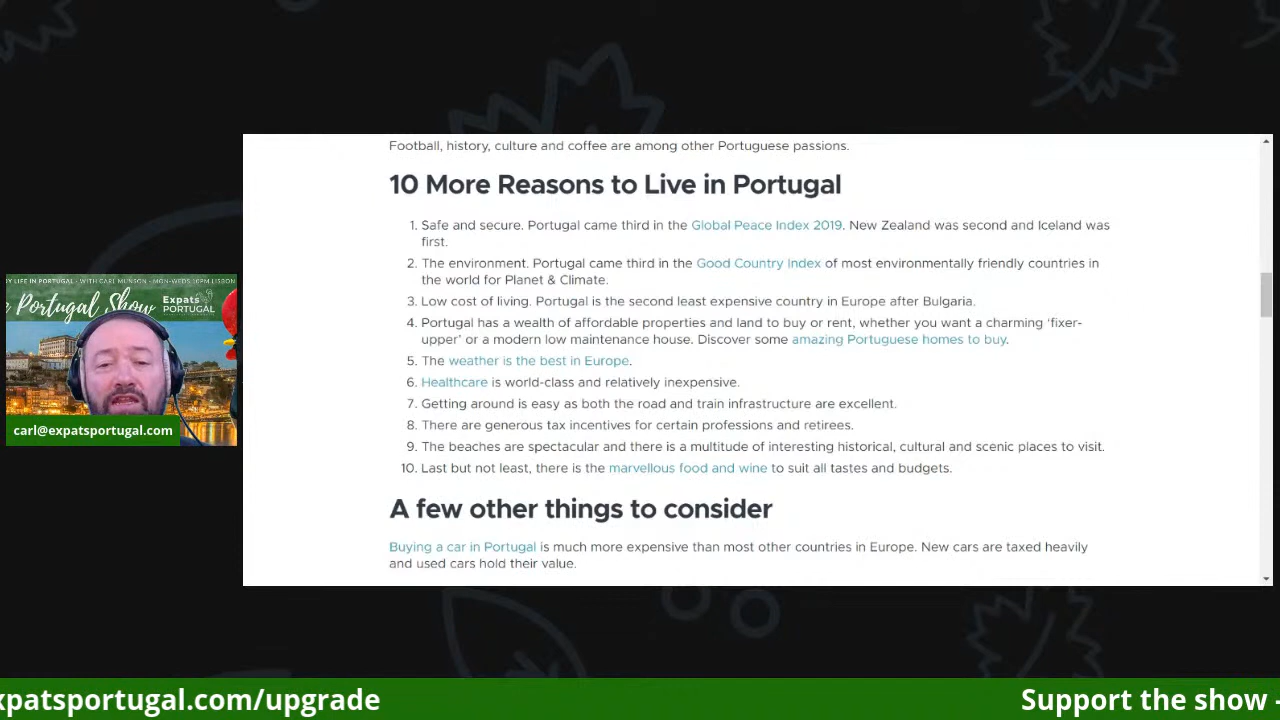 Football, history, culture and coffee are among other Portuguese passions.
10 More Reasons to Live in Portugal
1. Safe and secure. Portugal came third in the Global Peace Index 2019. New Zealand was second and Iceland was
first.
2. The environment. Portugal came third in the Good Country Index of most environmentally friendly countries in
the world for Planet & Climate.
3. Low cost of living. Portugal is the second least expensive country in Europe after Bulgaria.
4. Portugal has a wealth of affordable properties and land to buy or rent, whether you want a charming ‘fixer-
upper’ or a modern low maintenance house. Discover some amazing Portuguese homes to buy.
5. The weather is the best in Europe.
6. Healthcare is world-class and relatively inexpensive.
7. Getting around is easy as both the road and train infrastructure are excellent.
8. There are generous tax incentives for certain professions and retirees.
9. The beaches are spectacular and there is a multitude of interesting historical, cultural and scenic places to visit.
10. Last but not least, there is the marvellous food and wine to suit all tastes and budgets.
A few other things to consider
Buying a car in Portugal is much more expensive than most other countries in Europe. New cars are taxed heavily
and used cars hold their value.
Y LIFE IN PORTUGAL - WITH CARL MUNSON - MON-WEDS 10PM LISBON
Portugal Show
Expats
PORTUGAL
carl@expatsportugal.com
xpatsportugal.com/upgrade
Support the show -